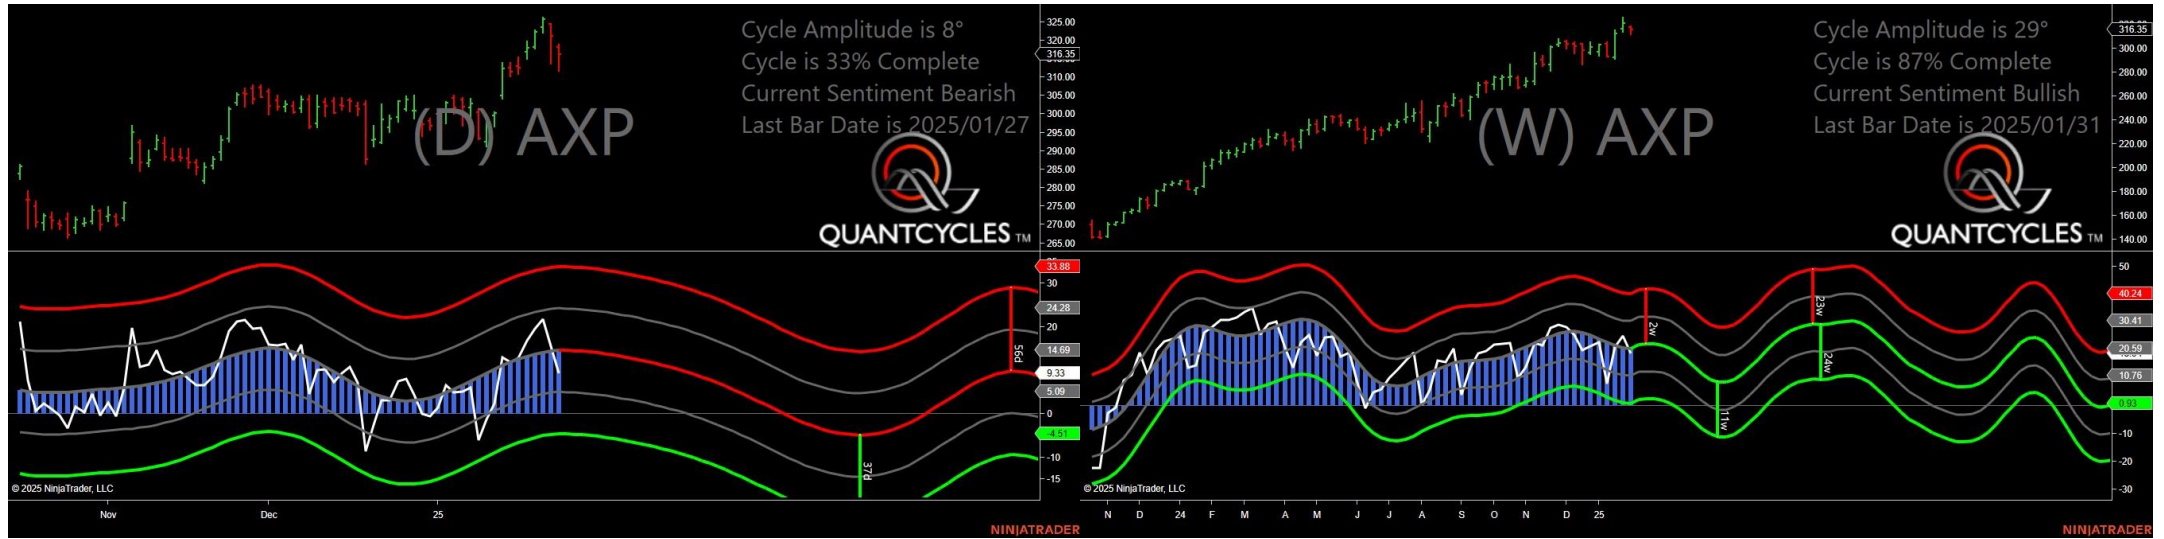 Cycle Amplitude is 8°
Cycle is 33% Complete
Current Sentiment Bearish
Last Bar Date is 2025/01/27
(D) AXP
QUANTCYCLES TM
325.00
320.00
316.35
310.00
305.00
300.00
295.00
290.00
285.00
280.00
275.00
270.00
265.00
33.88
30
24.28
20
14.69
9.33
5.09
0
-4.51
-10
-15
56d
37d
© 2025 NinjaTrader, LLC
Nov
Dec
25
NINJATRADER
Cycle Amplitude is 29°
Cycle is 87% Complete
Current Sentiment Bullish
Last Bar Date is 2025/01/31
(W) AXP
QUANTCYCLES TM
316.35
300.00
280.00
260.00
240.00
220.00
200.00
180.00
160.00
140.00
50
40.24
30.41
20.59
10.76
0.93
-10
-20
-30
2w
23w
24w
11w
© 2025 NinjaTrader, LLC
N D 24 F M A M J J A S O N D 25
NINJATRADER